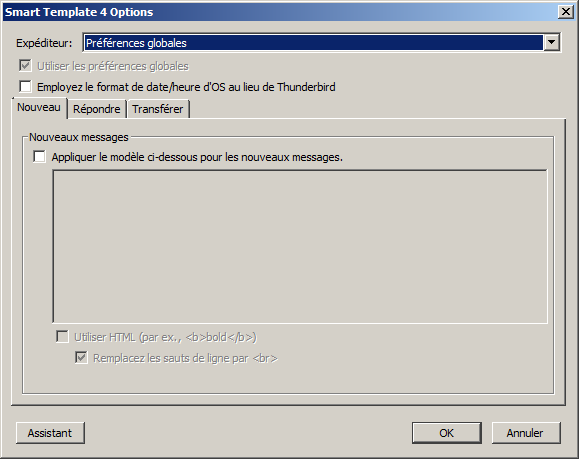 Smart Template 4 Options
Expéditeur: Préférences globales
Utiliser les préférences globales
Employez le format de date/heure d'OS au lieu de Thunderbird
Nouveau Répondre Transférer
Nouveaux messages
Appliquer le modèle ci-dessous pour les nouveaux messages.
Utiliser HTML (par ex., <b>bold</b>)
Remplacez les sauts de ligne par <br>
Assistant OK Annuler